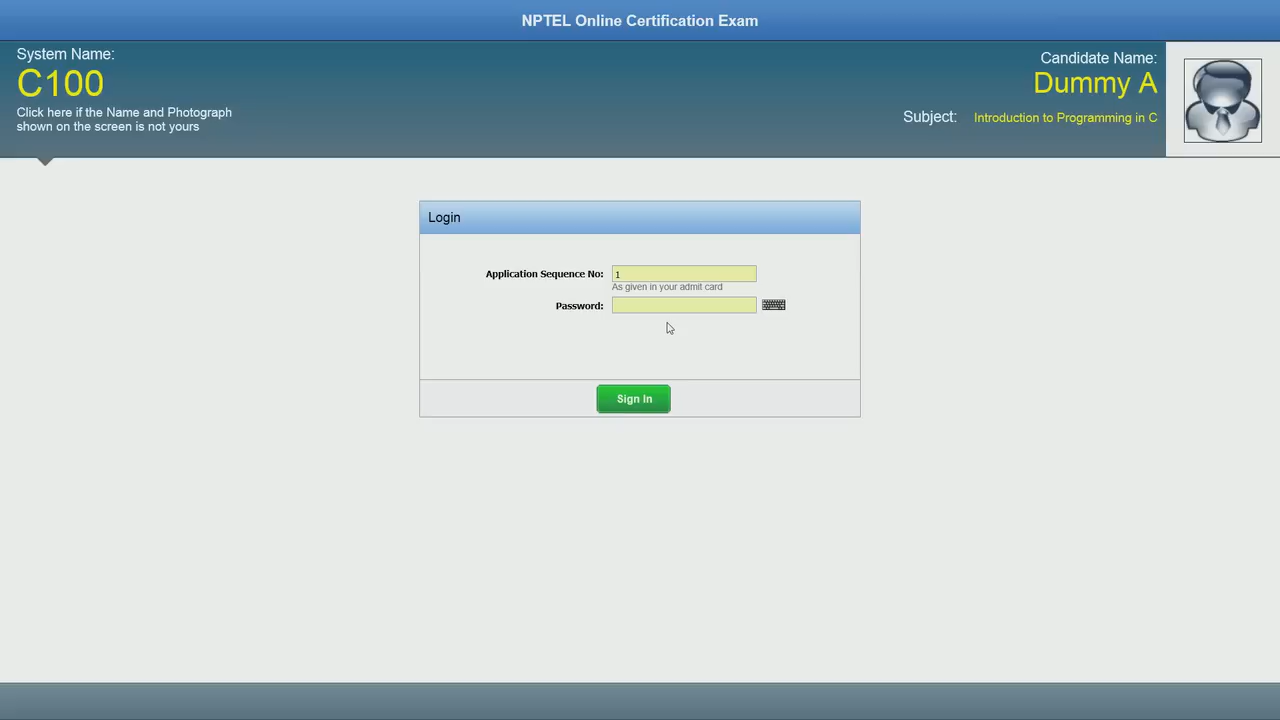 NPTEL Online Certification Exam
System Name:
C100
Click here if the Name and Photograph
shown on the screen is not yours
Candidate Name:
Dummy A
Subject: Introduction to Programming in C
Login
Application Sequence No: 1
As given in your admit card
Password:
Sign In